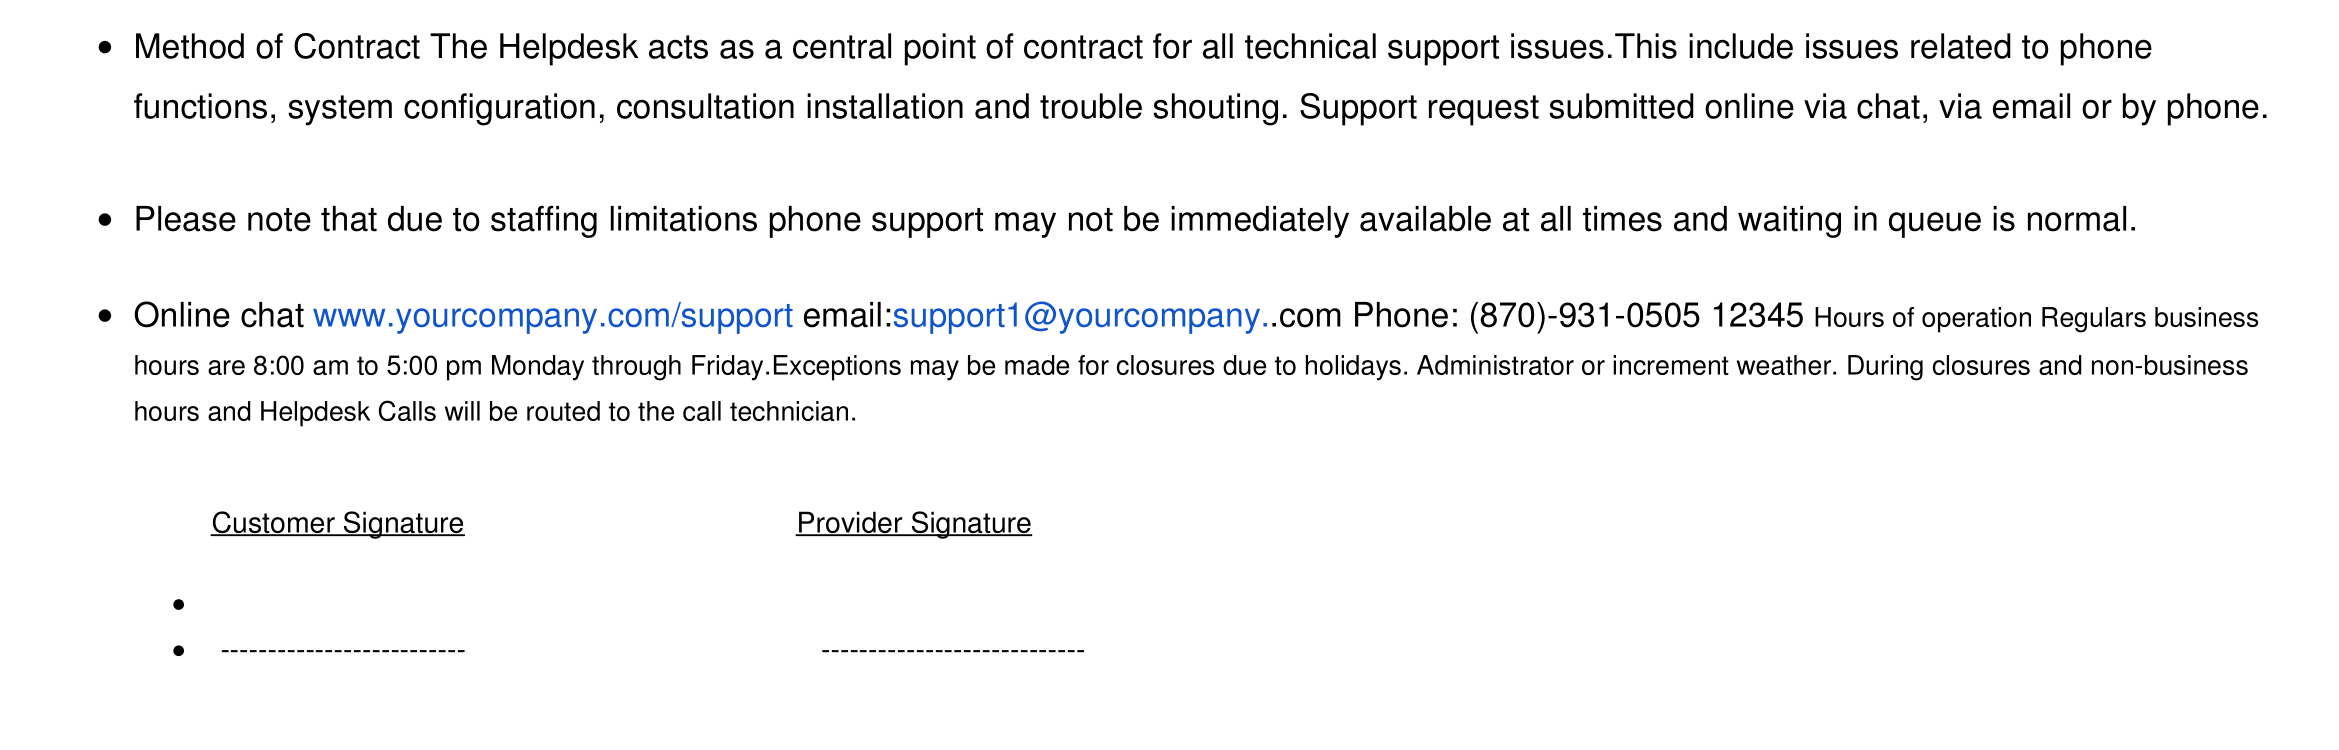 • Method of Contract The Helpdesk acts as a central point of contract for all technical support issues.This include issues related to phone
functions, system configuration, consultation installation and trouble shouting. Support request submitted online via chat, via email or by phone.
• Please note that due to staffing limitations phone support may not be immediately available at all times and waiting in queue is normal.
• Online chat www.yourcompany.com/support email:support1@yourcompany..com Phone: (870)-931-0505 12345 Hours of operation Regulars business
hours are 8:00 am to 5:00 pm Monday through Friday.Exceptions may be made for closures due to holidays. Administrator or increment weather. During closures and non-business
hours and Helpdesk Calls will be routed to the call technician.
Customer Signature Provider Signature
•
• -------------------------- ----------------------------